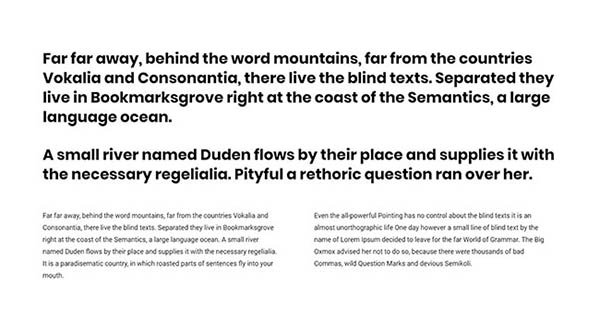 Far far away, behind the word mountains, far from the countries
Vokalia and Consonantia, there live the blind texts. Separated they
live in Bookmarksgrove right at the coast of the Semantics, a large
language ocean.
A small river named Duden flows by their place and supplies it with
the necessary regelialia. Pityful a rethoric question ran over her.
Far far away, behind the word mountains, far from the countries Vokalia and
Consonantia, there live the blind texts. Separated they live in Bookmarksgrove
right at the coast of the Semantics, a large language ocean. A small river
named Duden flows by their place and supplies it with the necessary regelialia.
It is a paradisematic country, in which roasted parts of sentences fly into your
mouth.
Even the all-powerful Pointing has no control about the blind texts it is an
almost unorthographic life One day however a small line of blind text by the
name of Lorem Ipsum decided to leave for the far World of Grammar. The Big
Oxmox advised her not to do so, because there were thousands of bad
Commas, wild Question Marks and devious Semikoli.